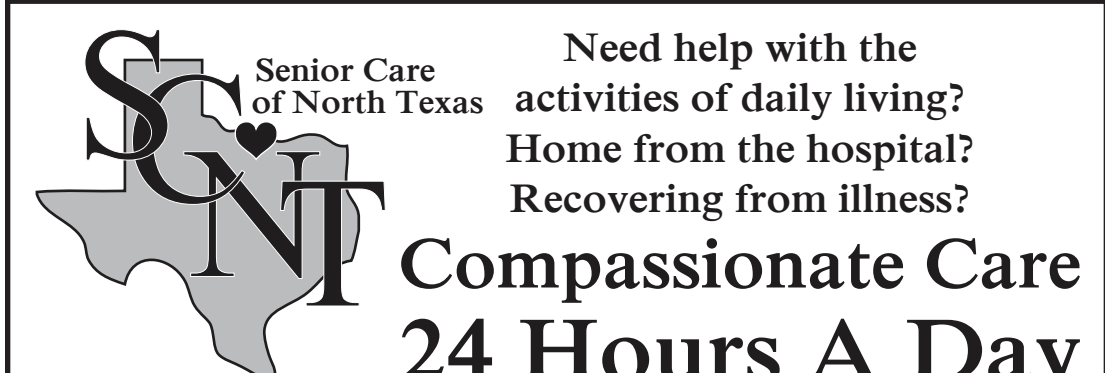 SCNT
Senior Care
of North Texas
Need help with the
activities of daily living?
Home from the hospital?
Recovering from illness?
Compassionate Care
24 Hours A Day